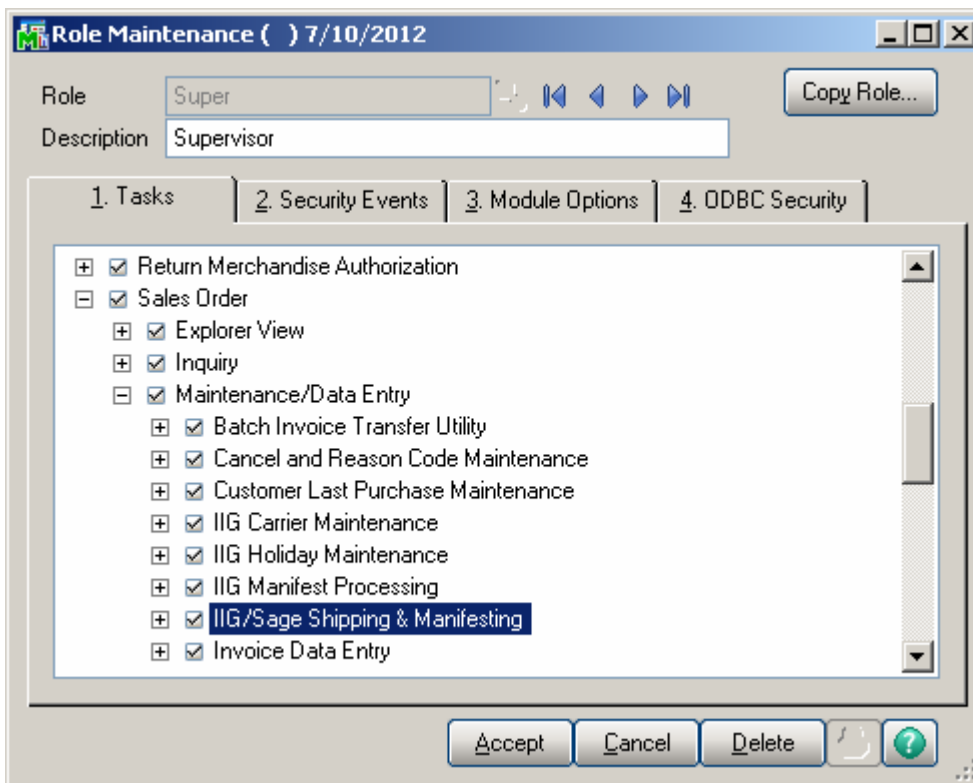 Role Maintenance ( ) 7/10/2012
Role Super Copy Role...
Description Supervisor
1. Tasks 2. Security Events 3. Module Options 4. ODBC Security
Return Merchandise Authorization
Sales Order
Explorer View
Inquiry
Maintenance/Data Entry
Batch Invoice Transfer Utility
Cancel and Reason Code Maintenance
Customer Last Purchase Maintenance
IIG Carrier Maintenance
IIG Holiday Maintenance
IIG Manifest Processing
IIG/Sage Shipping & Manifesting
Invoice Data Entry
Accept Cancel Delete ?